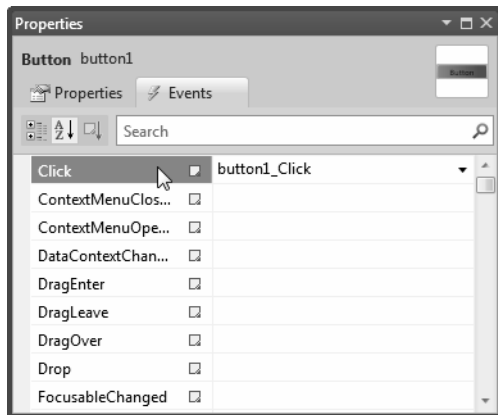 Properties
Button button1
Button
Properties Events
Search
Click button1_Click
ContextMenuClos...
ContextMenuOpe...
DataContextChan...
DragEnter
DragLeave
DragOver
Drop
FocusableChanged